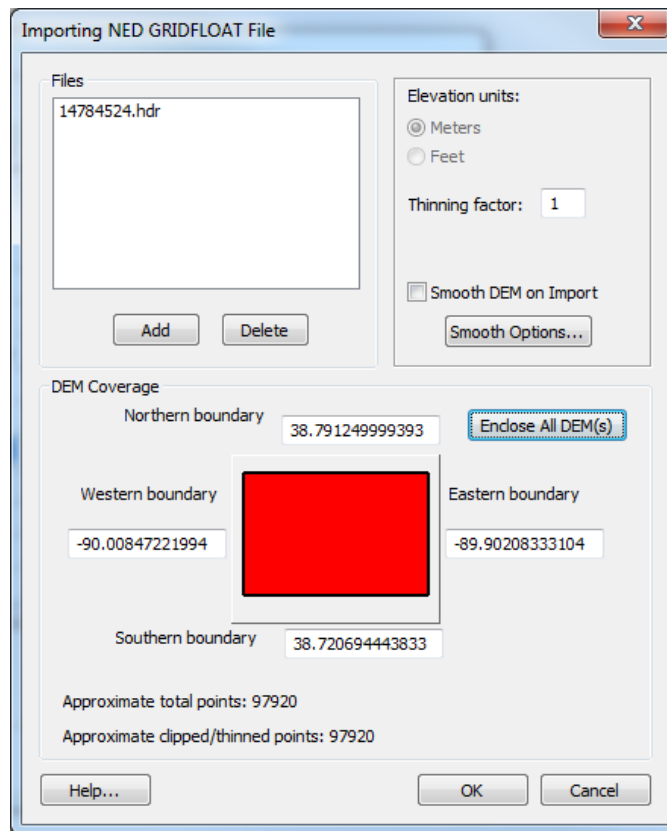 Importing NED GRIDFLOAT File
x
Files
14784524.hdr
Add
Delete
Elevation units:
Meters
Feet
Thinning factor: 1
Smooth DEM on Import
Smooth Options...
DEM Coverage
Northern boundary
38.791249999393
Enclose All DEM(s)
Western boundary
-90.00847221994
Eastern boundary
-89.90208333104
Southern boundary
38.720694443833
Approximate total points: 97920
Approximate clipped/thinned points: 97920
Help...
OK
Cancel